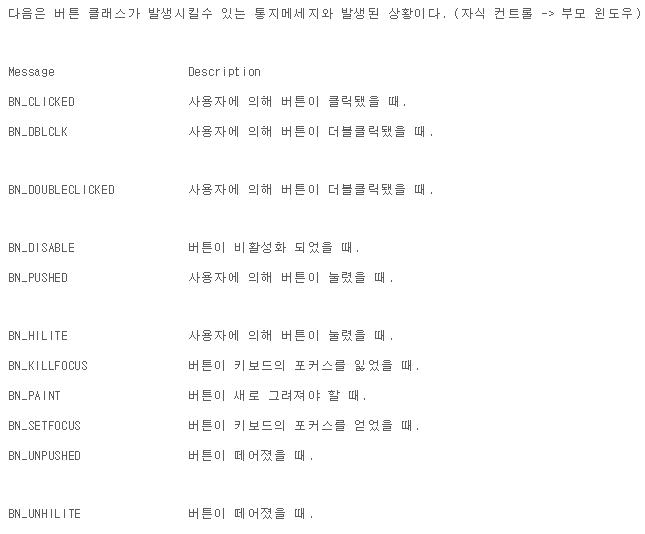 다음은 버튼 클래스가 발생시킬수 있는 통지메세지와 발생된 상황이다.(자식 컨트롤 -> 부모 윈도우)
Message Description
BN_CLICKED 사용자에 의해 버튼이 클릭됐을 때.
BN_DBLCLK 사용자에 의해 버튼이 더블클릭됐을 때.
BN_DOUBLECLICKED 사용자에 의해 버튼이 더블클릭됐을 때.
BN_DISABLE 버튼이 비활성화 되었을 때.
BN_PUSHED 사용자에 의해 버튼이 눌렸을 때.
BN_HILITE 사용자에 의해 버튼이 눌렸을 때.
BN_KILLFOCUS 버튼이 키보드의 포커스를 잃었을 때.
BN_PAINT 버튼이 새로 그려져야 할 때.
BN_SETFOCUS 버튼이 키보드의 포커스를 얻었을 때.
BN_UNPUSHED 버튼이 떼어졌을 때.
BN_UNHILITE 버튼이 떼어졌을 때.